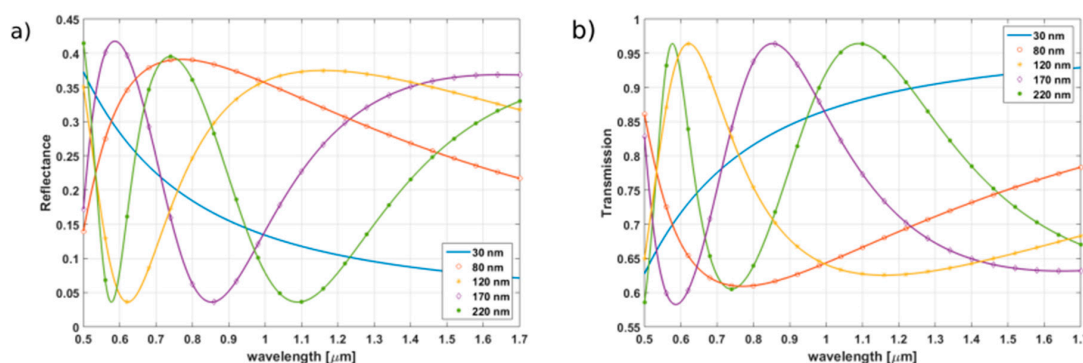 a)
0.45
0.4
0.35
0.3
0.25
0.2
0.15
0.1
0.05
0
Reflectance
0.5 0.6 0.7 0.8 0.9 1 1.1 1.2 1.3 1.4 1.5 1.6 1.7
wavelength [μm]
30 nm
80 nm
120 nm
170 nm
220 nm
b)
1
0.95
0.9
0.85
0.8
0.75
0.7
0.65
0.6
0.55
Transmission
0.5 0.6 0.7 0.8 0.9 1 1.1 1.2 1.3 1.4 1.5 1.6 1.
wavelength [μm]
30 nm
80 nm
120 nm
170 nm
220 nm